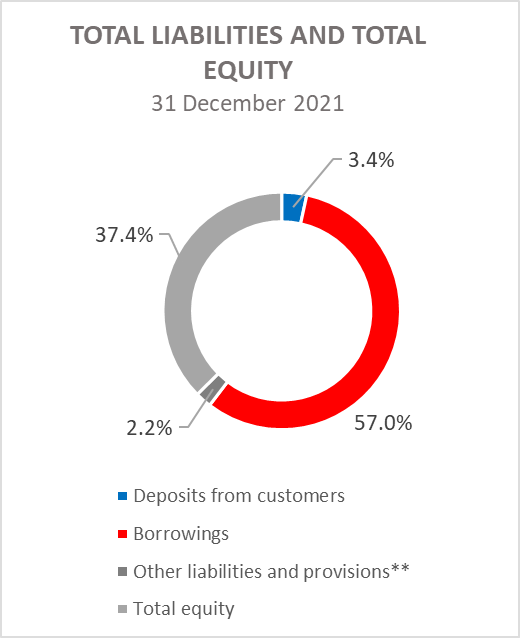 TOTAL LIABILITIES AND TOTAL
EQUITY
31 December 2021
3.4%
37.4%
57.0%
2.2%
Deposits from customers
Borrowings
Other liabilities and provisions**
Total equity